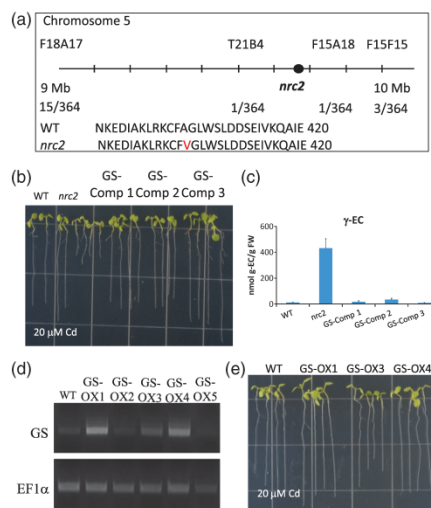 (a)
Chromosome 5
F18A17 T21B4 F15A18 F15F15
nrc2
9 Mb 10 Mb
15/364 1/364 1/364 3/364
WT NKEDIAKLRKCFAGLWSLDDSEIVKQAIE 420
nrc2 NKEDIAKLRKCFVGLWSLDDSEIVKQAIE 420
(b)
WT nrc2 GS-Comp 1 GS-Comp 2 GS-Comp 3
20 µM Cd
(c)
γ-EC
nmol g-EC/g FW
600
400
200
0
WT nrc2 GS-Comp 1 GS-Comp 2 GS-Comp 3
(d)
WT GS-OX1 GS-OX2 GS-OX3 GS-OX4 GS-OX5
GS
EF1α
(e)
WT GS-OX1 GS-OX3 GS-OX4
20 µM Cd